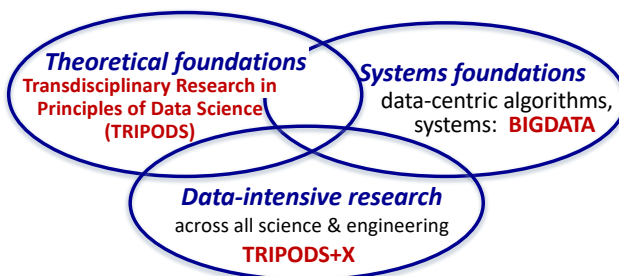 Theoretical foundations
Transdisciplinary Research in
Principles of Data Science
(TRIPODS)
Systems foundations
data-centric algorithms,
systems: BIGDATA
Data-intensive research
across all science & engineering
TRIPODS+X